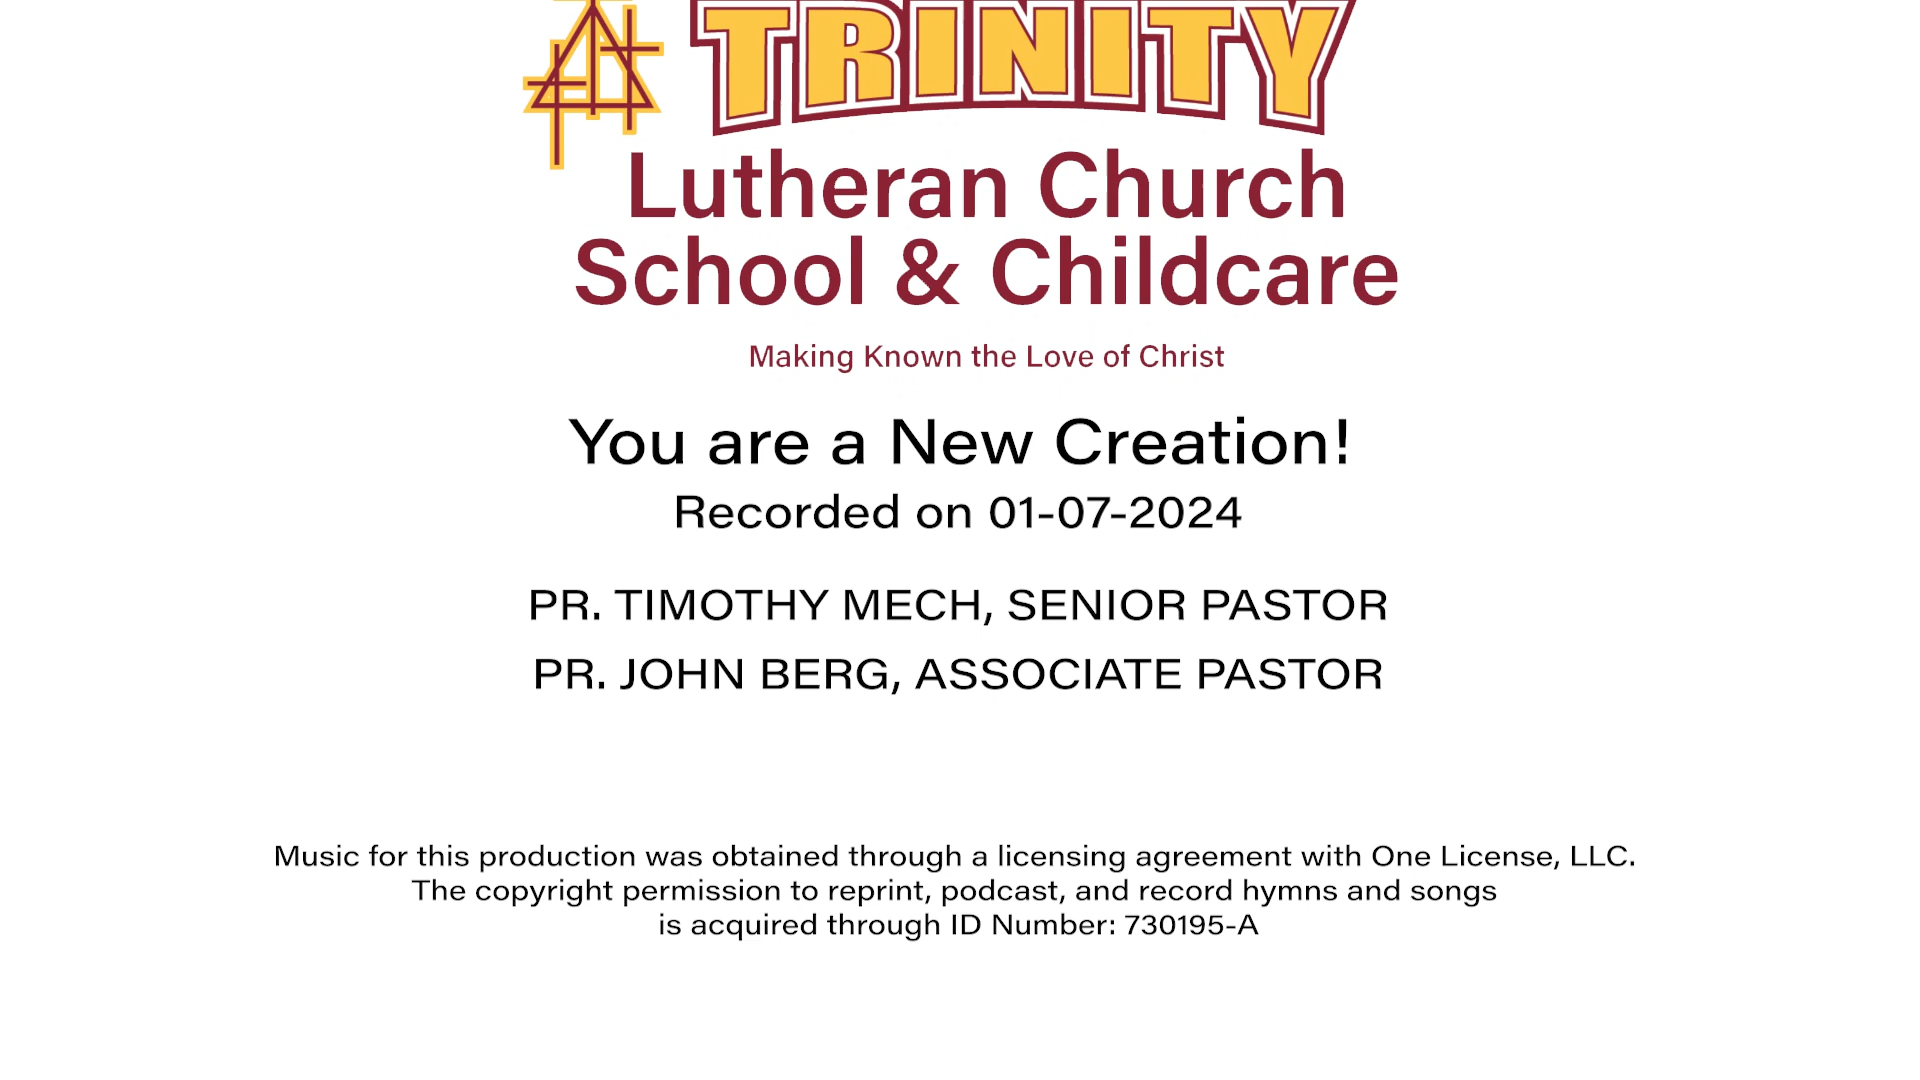 TRINITY
Lutheran Church
School & Childcare
Making Known the Love of Christ
You are a New Creation!
Recorded on 01-07-2024
PR. TIMOTHY MECH, SENIOR PASTOR
PR. JOHN BERG, ASSOCIATE PASTOR
Music for this production was obtained through a licensing agreement with One License, LLC.
The copyright permission to reprint, podcast, and record hymns and songs
is acquired through ID Number: 730195-A